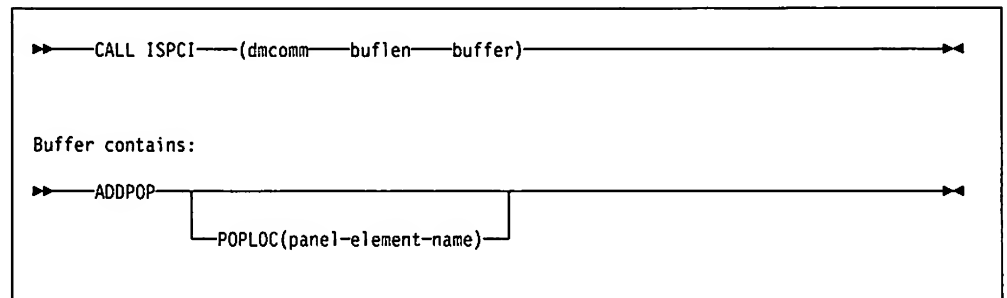 CALL ISPCI (dmcomm buflen buffer)
Buffer contains:
ADDPOP
POPLOC(panel-element-name)